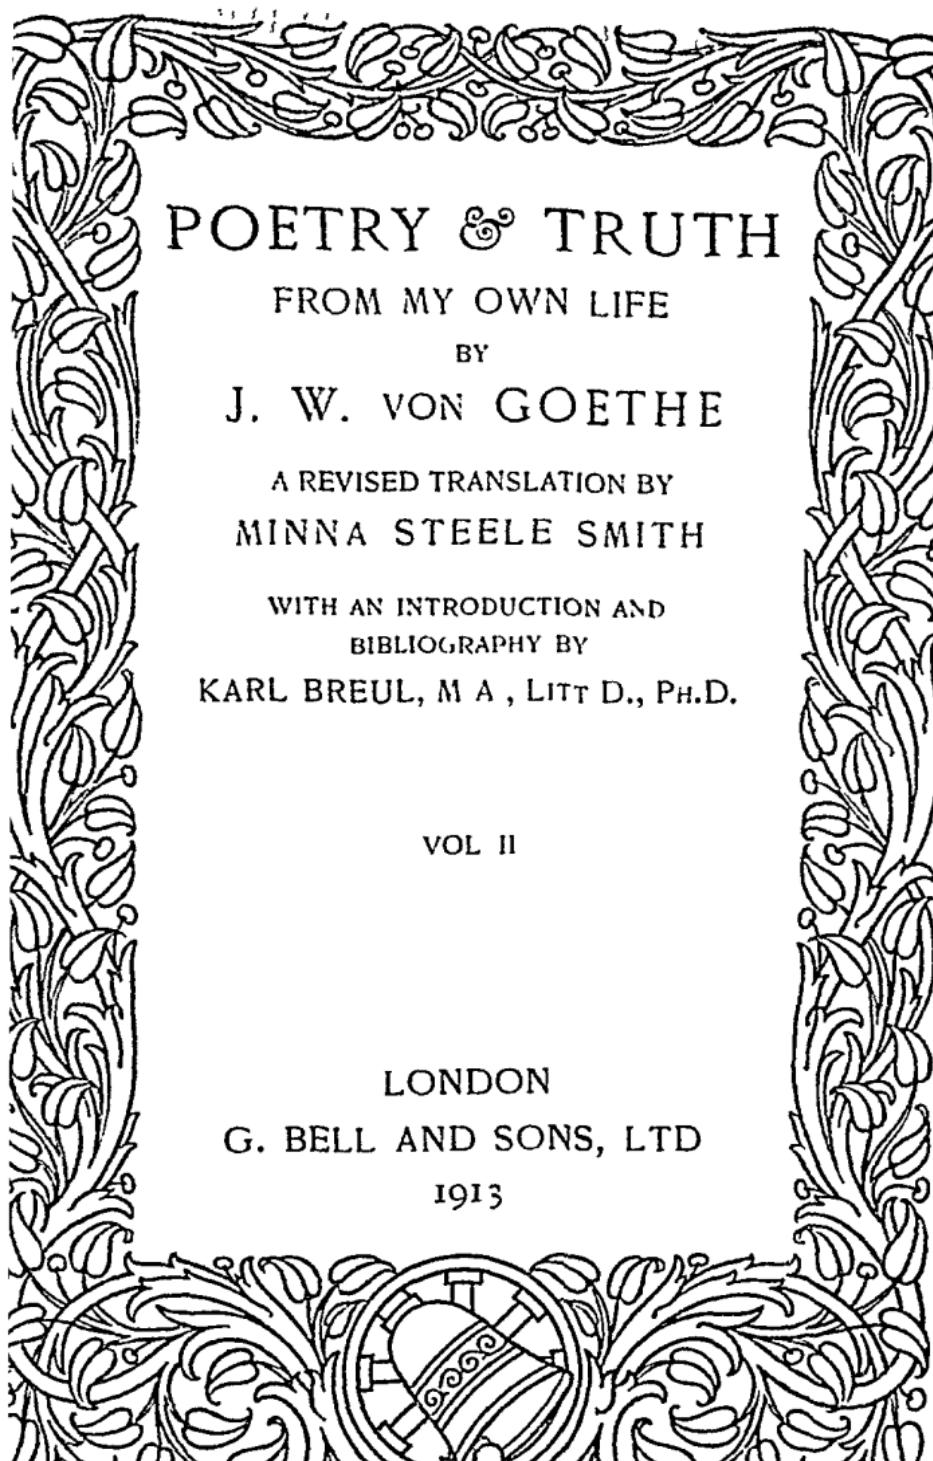 POETRY & TRUTH
FROM MY OWN LIFE
BY
J. W. VON GOETHE
A REVISED TRANSLATION BY
MINNA STEELE SMITH
WITH AN INTRODUCTION AND
BIBLIOGRAPHY BY
KARL BREUL, M A , LITT D., PH.D.
VOL II
LONDON
G. BELL AND SONS, LTD
1913